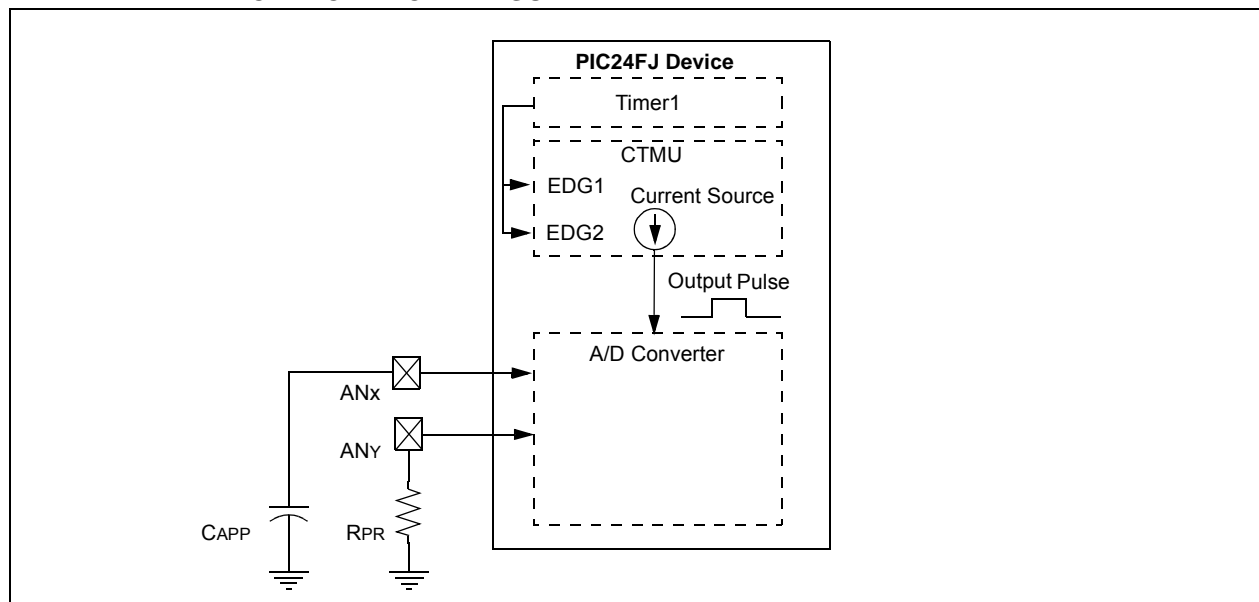 PIC24FJ Device
Timer1
CTMU
EDG1
Current Source
EDG2
Output Pulse
A/D Converter
ANx
ANY
CAPP
RPR